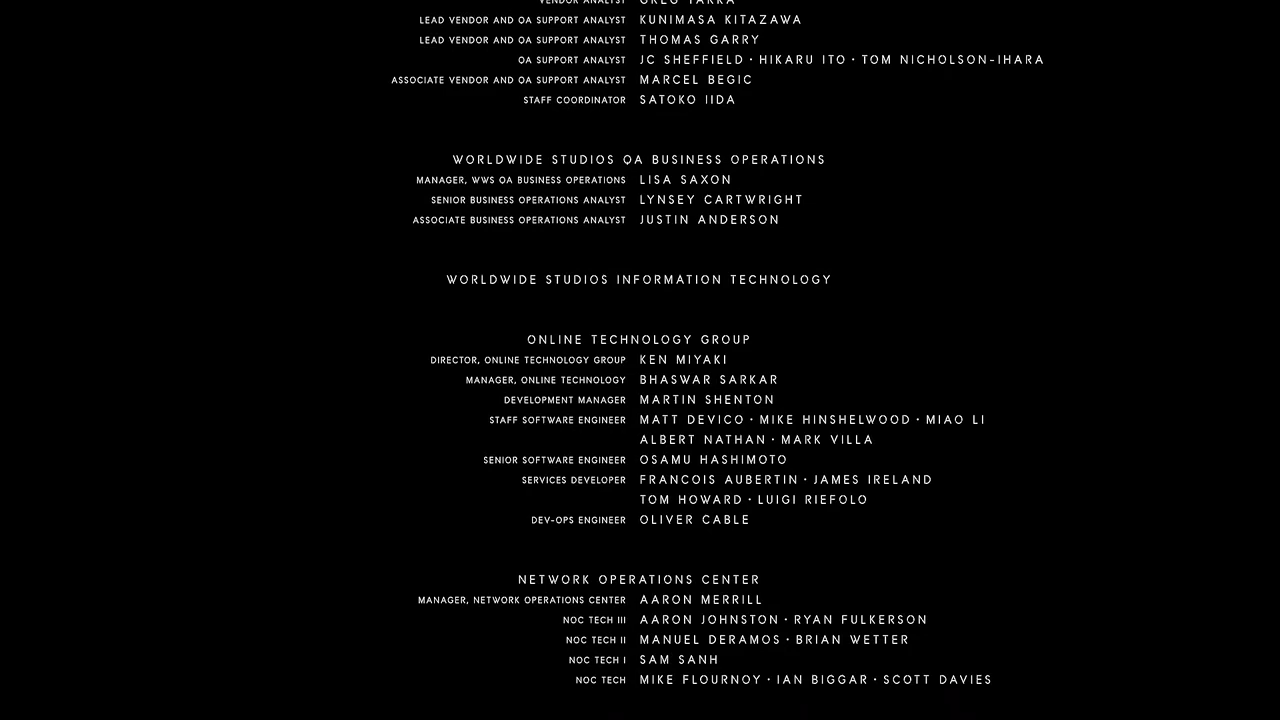 LEAD VENDOR AND QA SUPPORT ANALYST KUNIMASA KITAZAWA
LEAD VENDOR AND QA SUPPORT ANALYST THOMAS GARRY
QA SUPPORT ANALYST JC SHEFFIELD · HIKARU ITO · TOM NICHOLSON-IHARA
ASSOCIATE VENDOR AND QA SUPPORT ANALYST MARCEL BEGIC
STAFF COORDINATOR SATOKO IIDA
WORLDWIDE STUDIOS QA BUSINESS OPERATIONS
MANAGER, WWS QA BUSINESS OPERATIONS LISA SAXON
SENIOR BUSINESS OPERATIONS ANALYST LYNSEY CARTWRIGHT
ASSOCIATE BUSINESS OPERATIONS ANALYST JUSTIN ANDERSON
WORLDWIDE STUDIOS INFORMATION TECHNOLOGY
ONLINE TECHNOLOGY GROUP
DIRECTOR, ONLINE TECHNOLOGY GROUP KEN MIYAKI
MANAGER, ONLINE TECHNOLOGY BHASWAR SARKAR
DEVELOPMENT MANAGER MARTIN SHENTON
STAFF SOFTWARE ENGINEER MATT DEVICO · MIKE HINSHELWOOD · MIAO LI
ALBERT NATHAN · MARK VILLA
SENIOR SOFTWARE ENGINEER OSAMU HASHIMOTO
SERVICES DEVELOPER FRANCOIS AUBERTIN · JAMES IRELAND
TOM HOWARD · LUIGI RIEFOLO
DEV-OPS ENGINEER OLIVER CABLE
NETWORK OPERATIONS CENTER
MANAGER, NETWORK OPERATIONS CENTER AARON MERRILL
NOC TECH III AARON JOHNSTON · RYAN FULKERSON
NOC TECH II MANUEL DERAMOS · BRIAN WETTER
NOC TECH I SAM SANH
NOC TECH MIKE FLOURNOY · IAN BIGGAR · SCOTT DAVIES